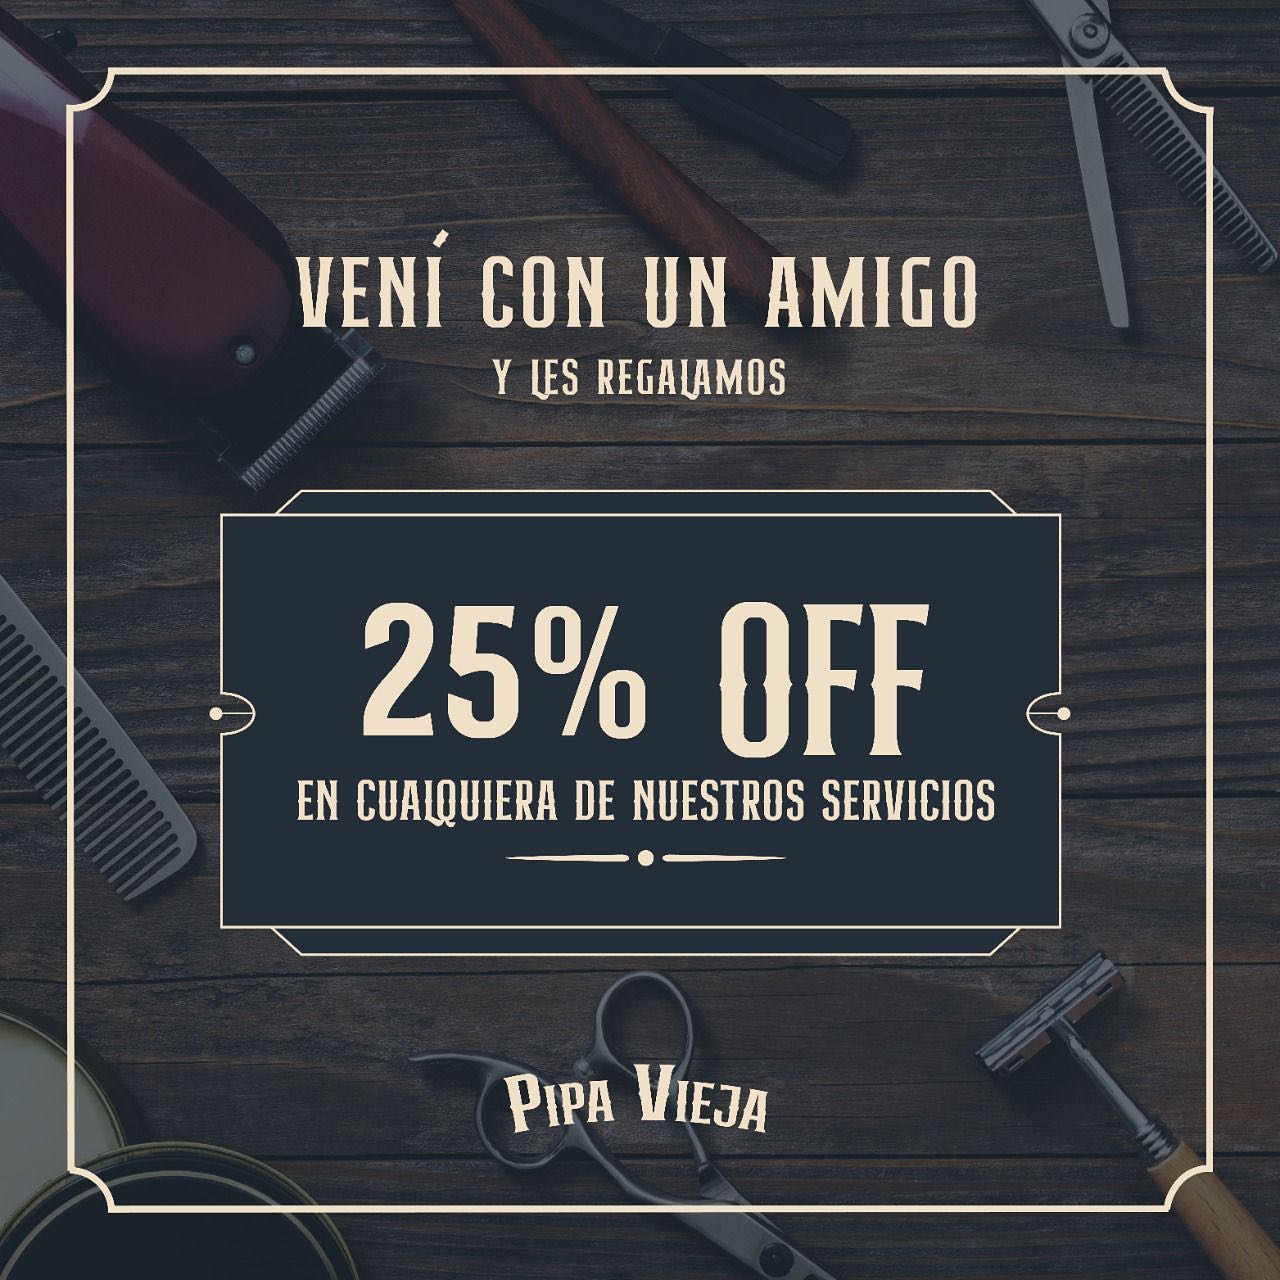 VENÍ CON UN AMIGO
Y LES REGALAMOS
25% OFF
EN CUALQUIERA DE NUESTROS SERVICIOS
PIPA VIEJA